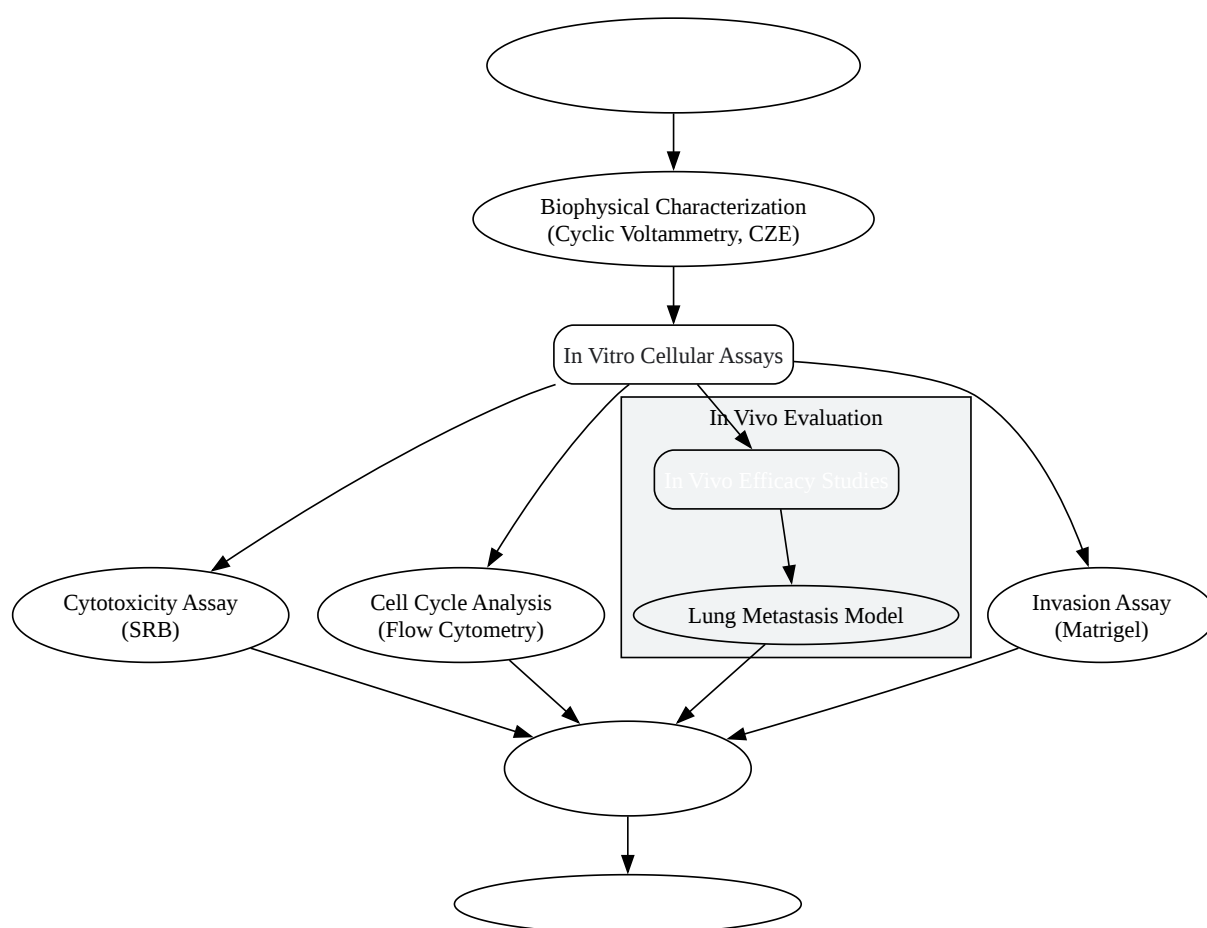 Biophysical Characterization
(Cyclic Voltammetry, CZE)
In Vitro Cellular Assays
In Vivo Evaluation
In Vivo Efficacy Studies
Cytotoxicity Assay
(SRB)
Cell Cycle Analysis
(Flow Cytometry)
Lung Metastasis Model
Invasion Assay
(Matrigel)